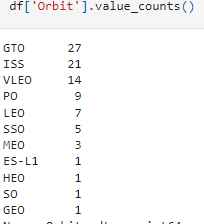 df['Orbit'].value_counts()
GTO 27
ISS 21
VLEO 14
PO 9
LEO 7
SSO 5
MEO 3
ES-L1 1
HEO 1
SO 1
GEO 1